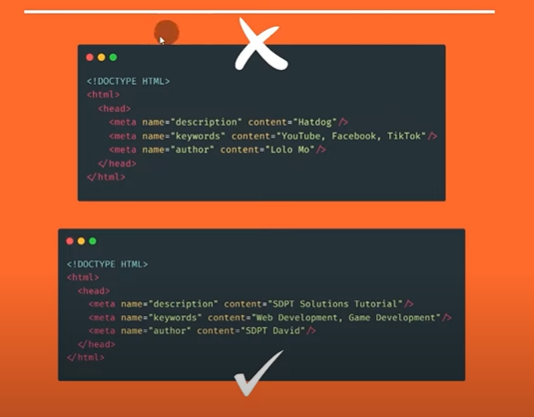 <!DOCTYPE HTML>
<html>
<head>
<meta name="description" content="Hatdog"/>
<meta name="keywords" content="YouTube, Facebook, TikTok"/>
<meta name="author" content="Lolo Mo"/>
</head>
</html>
<!DOCTYPE HTML>
<html>
<head>
<meta name="description" content="SDPT Solutions Tutorial"/>
<meta name="keywords" content="Web Development, Game Development"/>
<meta name="author" content="SDPT David"/>
</head>
</html>